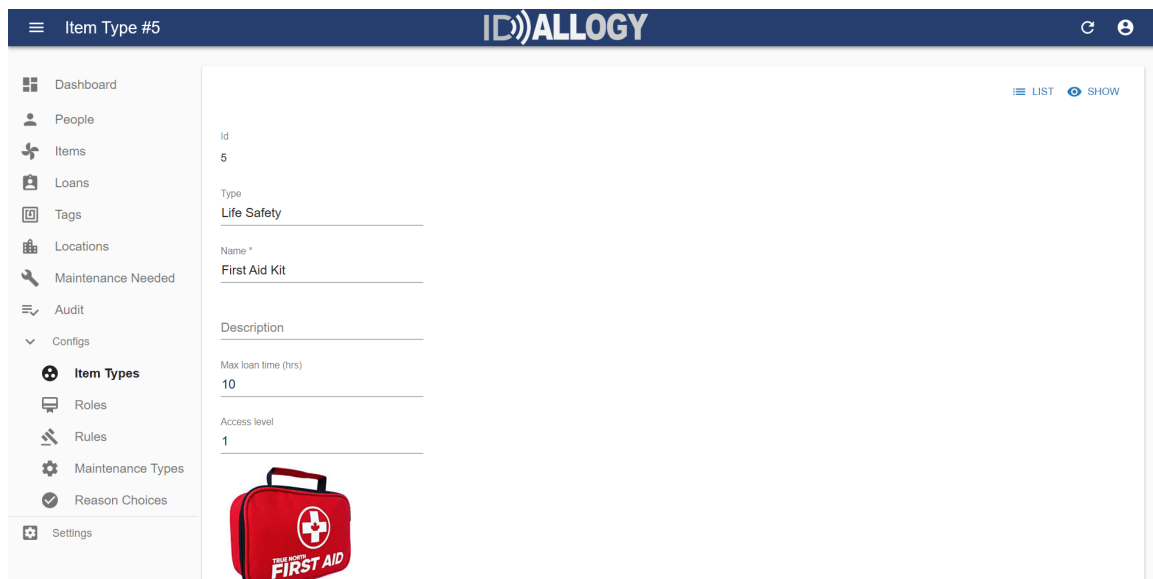 Item Type #5
ID))ALLOGY
Dashboard
People
Items
Loans
Tags
Locations
Maintenance Needed
Audit
Configs
Item Types
Roles
Rules
Maintenance Types
Reason Choices
Settings
LIST SHOW
Id
5
Type
Life Safety
Name *
First Aid Kit
Description
Max loan time (hrs)
10
Access level
1
TRUE NORTH
FIRST AID